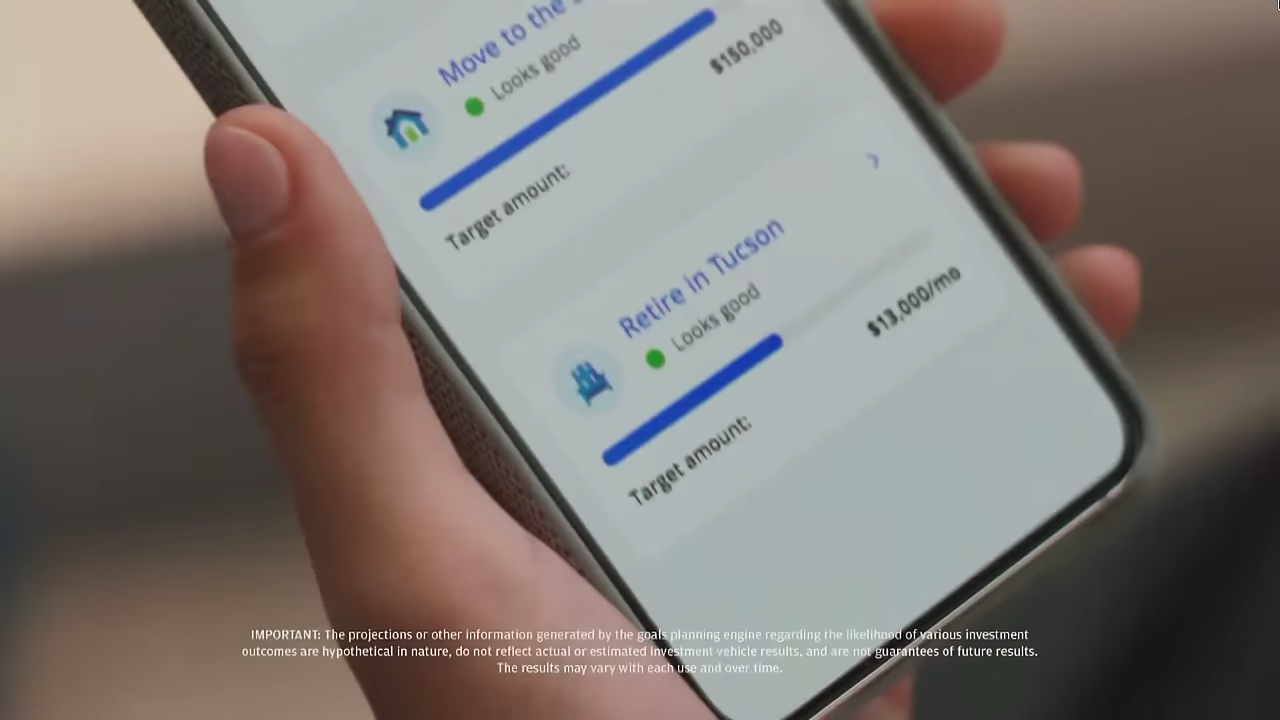 Move to the
Looks good
$150,000
Target amount:
Retire in Tucson
Looks good
$13,000/mo
Target amount:
IMPORTANT: The projections or other information generated by the goals planning engine regarding the likelihood of various investment
outcomes are hypothetical in nature, do not reflect actual or estimated investment vehicle results, and are not guarantees of future results.
The results may vary with each use and over time.